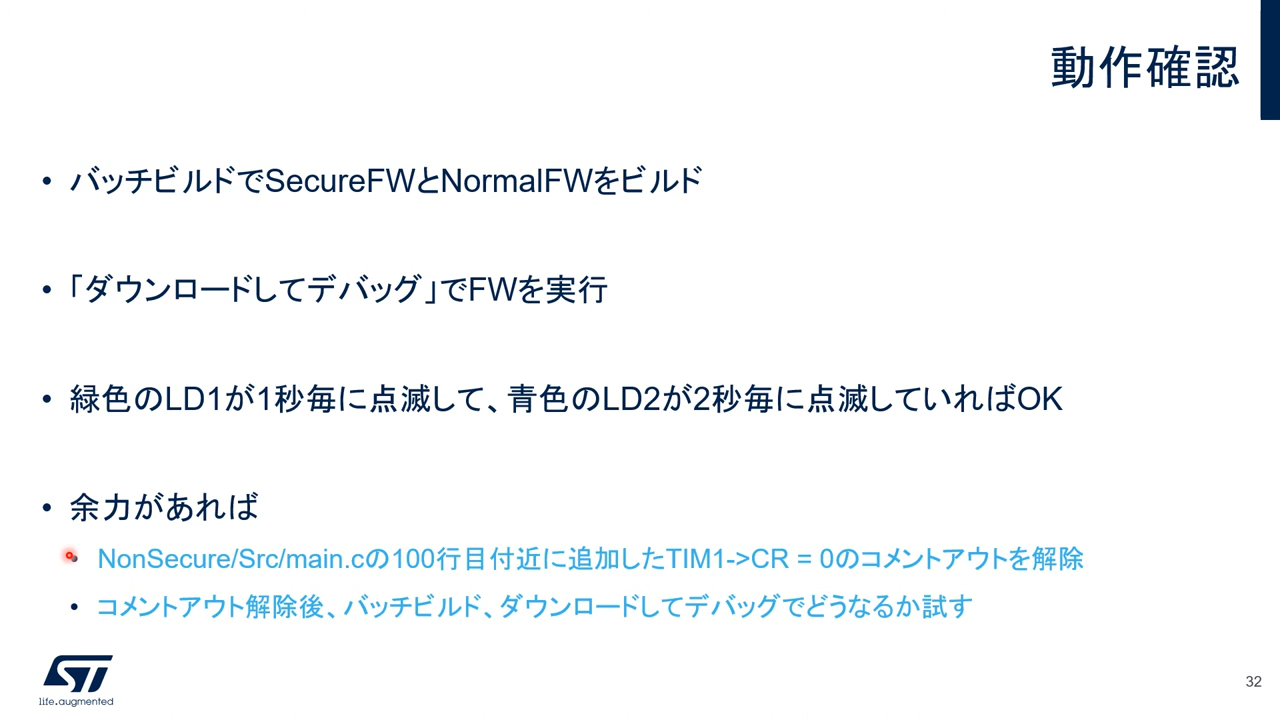 動作確認
• バッチビルドでSecureFWとNormalFWをビルド
• 「ダウンロードしてデバッグ」でFWを実行
• 緑色のLD1が1秒毎に点滅して、青色のLD2が2秒毎に点滅していればOK
• 余力があれば
• NonSecure/Src/main.cの100行目付近に追加したTIM1->CR = 0のコメントアウトを解除
• コメントアウト解除後、バッチビルド、ダウンロードしてデバッグでどうなるか試す
ST
life.augmented
32